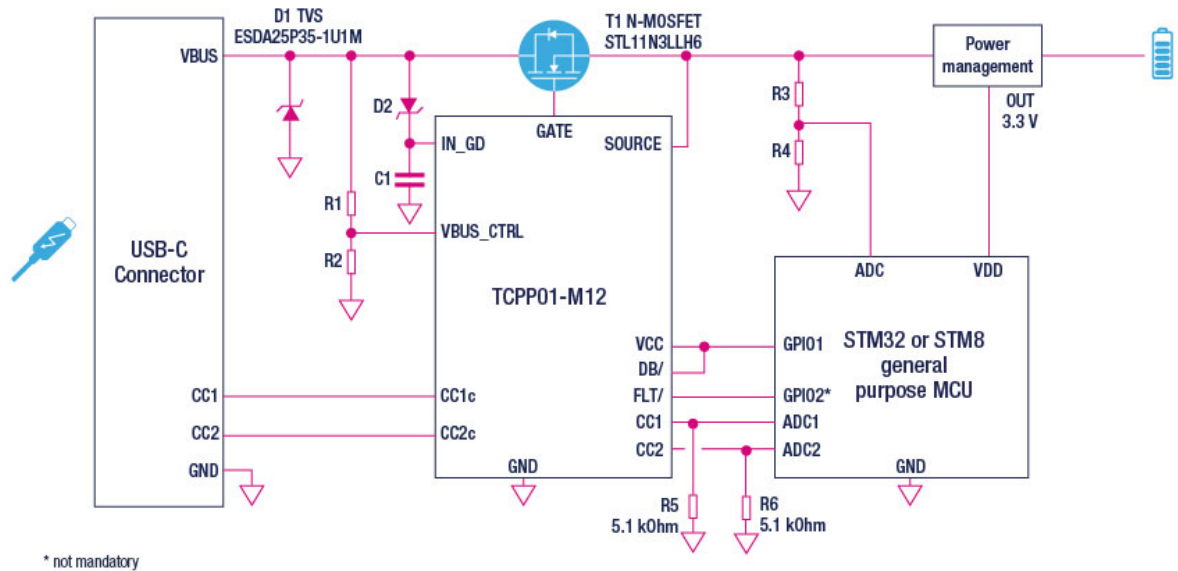 D1 TVS
ESDA25P35-1U1M
T1 N-MOSFET
STL11N3LLH6
VBUS
Power
management
OUT
3.3 V
R3
R4
D2
GATE
IN_GD
SOURCE
C1
R1
VBUS_CTRL
R2
USB-C
Connector
TCPP01-M12
ADC
VDD
STM32 or STM8
general
purpose MCU
VCC
GPIO1
DB/
FLT/
GPIO2*
CC1
CC1c
CC1
ADC1
CC2
CC2c
CC2
ADC2
GND
GND
GND
R5
5.1 kOhm
R6
5.1 kOhm
* not mandatory